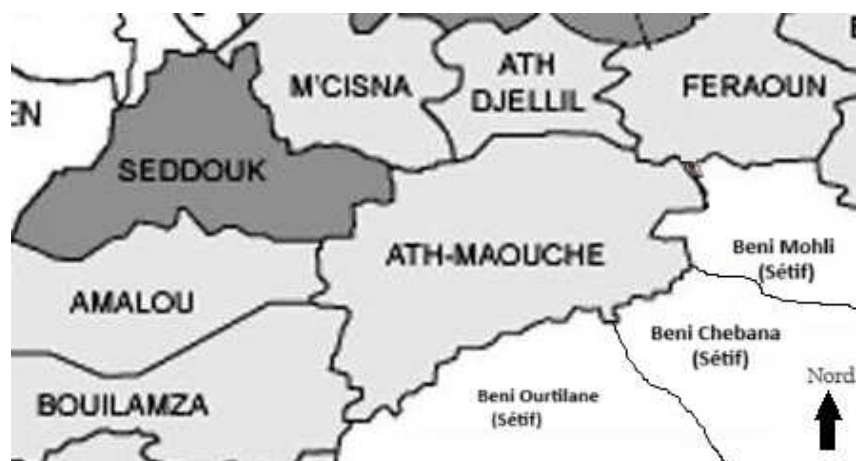 ATH
DJELLIL
M'CISNA
FERAOUN
EN
SEDDOUK
ATH-MAOUCHE
Beni Mohli
(Sétif)
AMALOU
Beni Chebana
(Sétif)
Nord
BOUILAMZA
Beni Ourtilane
(Sétif)